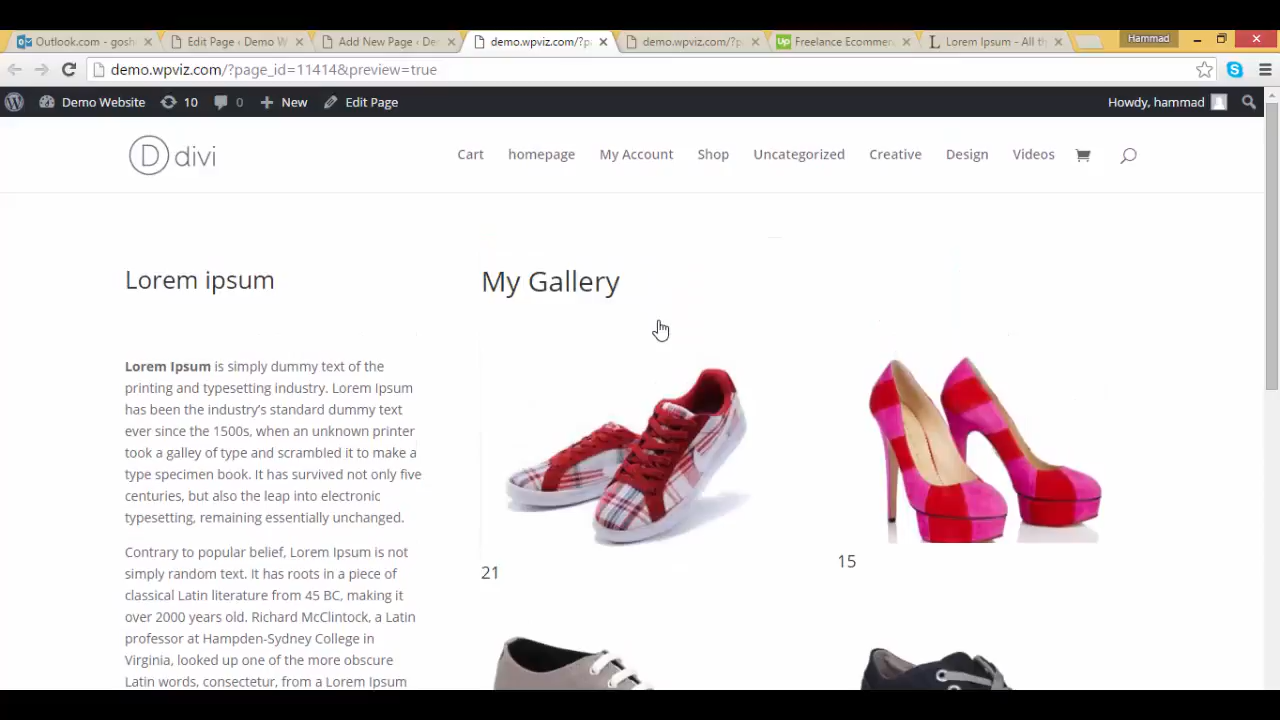 Outlook.com - gosh
Edit Page ‹ Demo W
Add New Page ‹ De
demo.wpviz.com/?p
demo.wpviz.com/?p
Up Freelance Ecommer
L Lorem Ipsum - All th
Hammad
demo.wpviz.com/?page_id=11414&preview=true
Demo Website 10 0 New Edit Page Howdy, hammad
D divi
Cart homepage My Account Shop Uncategorized Creative Design Videos
Lorem ipsum
Lorem Ipsum is simply dummy text of the
printing and typesetting industry. Lorem Ipsum
has been the industry’s standard dummy text
ever since the 1500s, when an unknown printer
took a galley of type and scrambled it to make a
type specimen book. It has survived not only five
centuries, but also the leap into electronic
typesetting, remaining essentially unchanged.
Contrary to popular belief, Lorem Ipsum is not
simply random text. It has roots in a piece of
classical Latin literature from 45 BC, making it
over 2000 years old. Richard McClintock, a Latin
professor at Hampden-Sydney College in
Virginia, looked up one of the more obscure
Latin words, consectetur, from a Lorem Ipsum
My Gallery
21
15